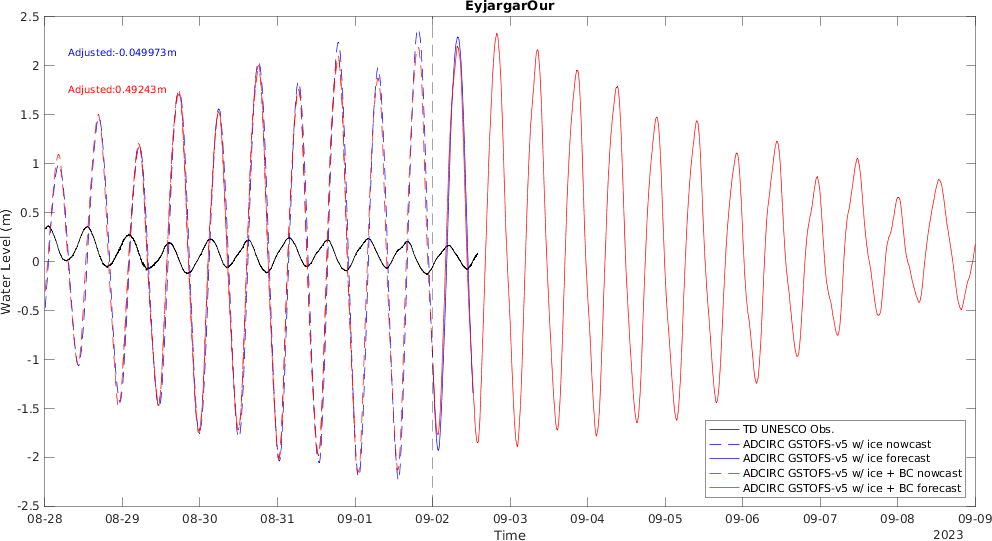 EyjargarOur
Adjusted:-0.049973m
Adjusted:0.49243m
Water Level (m)
2.5
2
1.5
1
0.5
0
-0.5
-1
-1.5
-2
-2.5
TD UNESCO Obs.
ADCIRC GSTOFS-v5 w/ ice nowcast
ADCIRC GSTOFS-v5 w/ ice forecast
ADCIRC GSTOFS-v5 w/ ice + BC nowcast
ADCIRC GSTOFS-v5 w/ ice + BC forecast
08-28 08-29 08-30 08-31 09-01 09-02 09-03 09-04 09-05 09-06 09-07 09-08 09-09
Time
2023